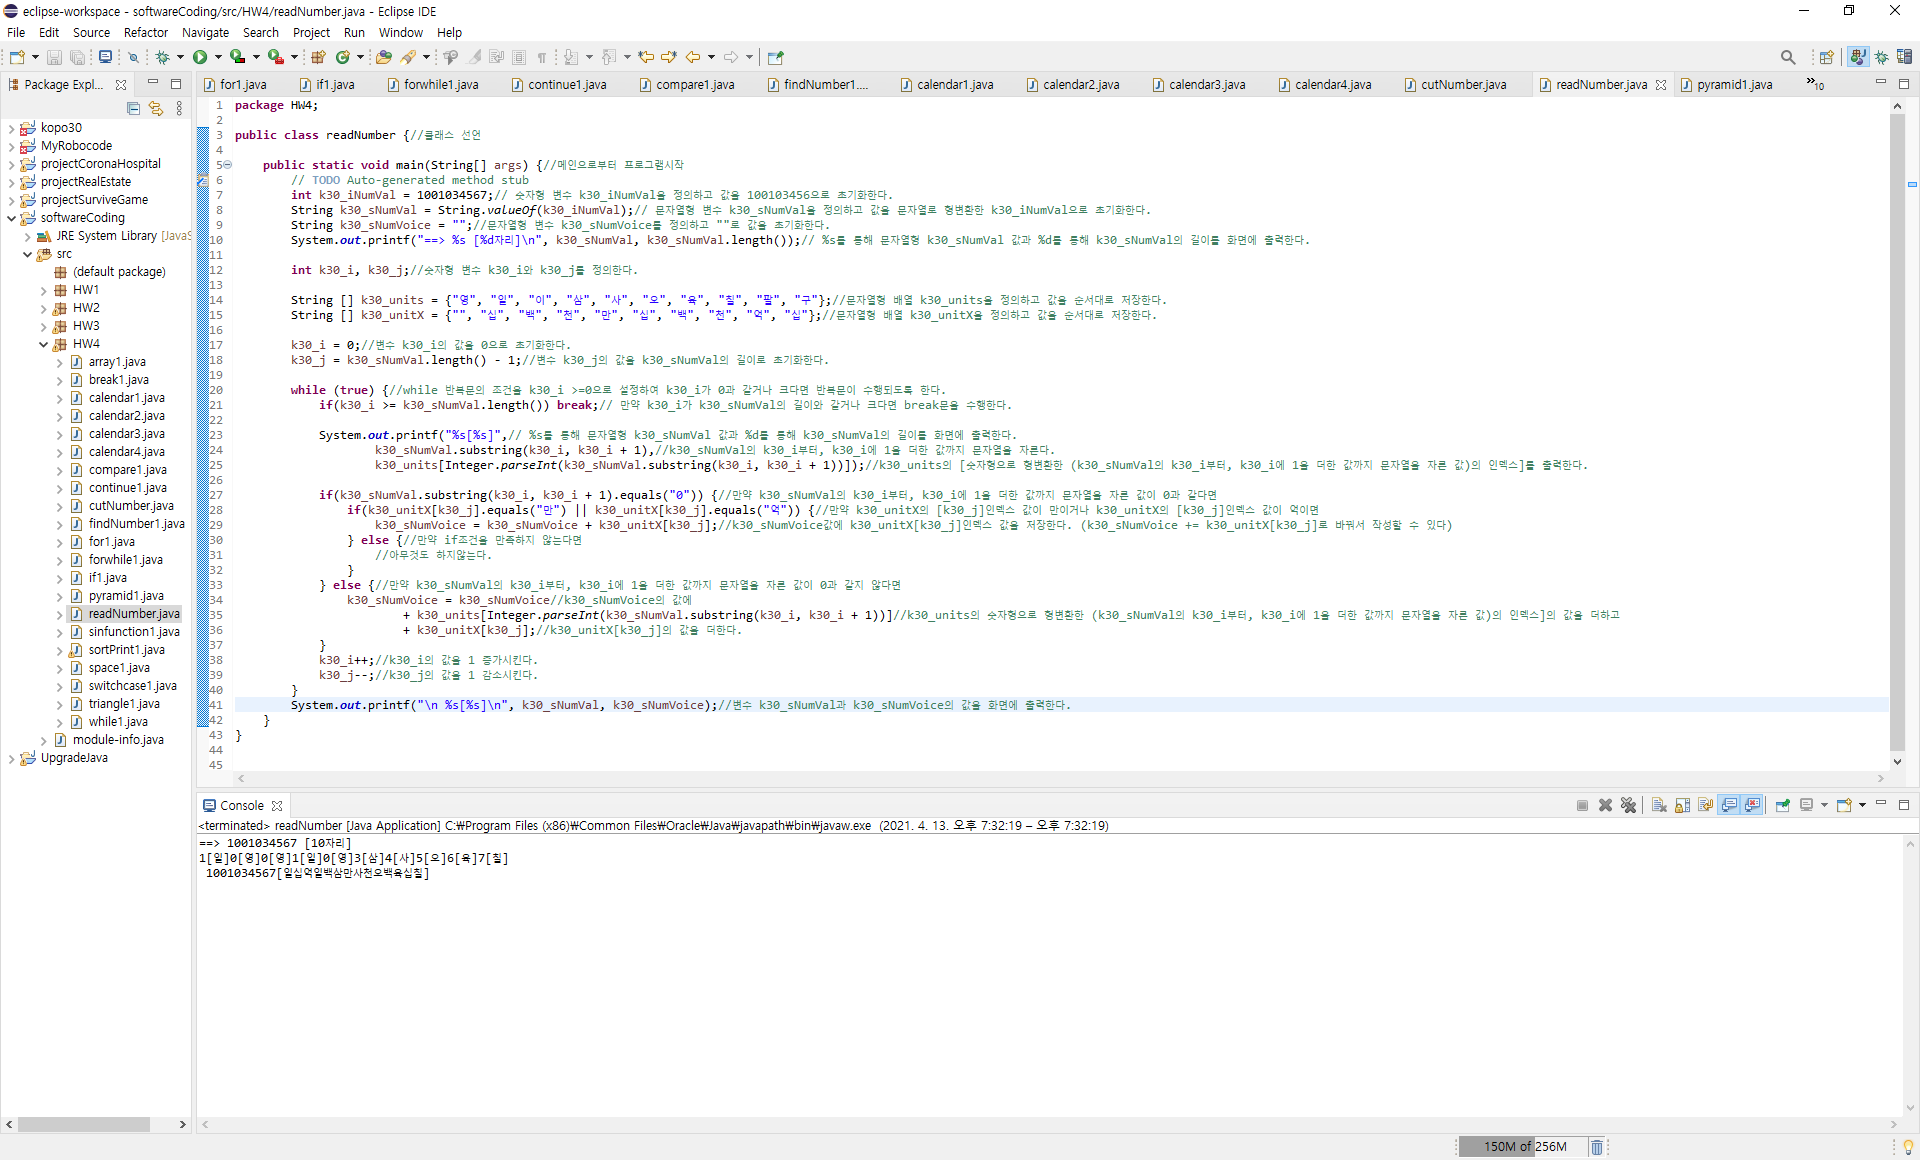 eclipse-workspace - softwareCoding/src/HW4/readNumber.java - Eclipse IDE
File Edit Source Refactor Navigate Search Project Run Window Help
Package Expl...
for1.java if1.java forwhile1.java continue1.java compare1.java findNumber1.... calendar1.java calendar2.java calendar3.java calendar4.java cutNumber.java readNumber.java pyramid1.java »10
kopo30
MyRobocode
projectCoronaHospital
projectRealEstate
projectSurviveGame
softwareCoding
JRE System Library [JavaS
src
(default package)
HW1
HW2
HW3
HW4
array1.java
break1.java
calendar1.java
calendar2.java
calendar3.java
calendar4.java
compare1.java
continue1.java
cutNumber.java
findNumber1.java
for1.java
forwhile1.java
if1.java
pyramid1.java
readNumber.java
sinfunction1.java
sortPrint1.java
space1.java
switchcase1.java
triangle1.java
while1.java
module-info.java
UpgradeJava
1 package HW4;
2
3 public class readNumber {//클래스 선언
4
5 public static void main(String[] args) {//메인으로부터 프로그램시작
6 // TODO Auto-generated method stub
7 int k30_iNumVal = 1001034567;// 숫자형 변수 k30_iNumVal을 정의하고 값을 100103456으로 초기화한다.
8 String k30_sNumVal = String.valueOf(k30_iNumVal);// 문자열형 변수 k30_sNumVal을 정의하고 값을 문자열로 형변환한 k30_iNumVal으로 초기화한다.
9 String k30_sNumVoice = "";//문자열형 변수 k30_sNumVoice를 정의하고 ""로 값을 초기화한다.
10 System.out.printf("==> %s [%d자리]\n", k30_sNumVal, k30_sNumVal.length());// %s를 통해 문자열형 k30_sNumVal 값과 %d를 통해 k30_sNumVal의 길이를 화면에 출력한다.
11
12 int k30_i, k30_j;//숫자형 변수 k30_i와 k30_j를 정의한다.
13
14 String [] k30_units = {"영", "일", "이", "삼", "사", "오", "육", "칠", "팔", "구"};//문자열형 배열 k30_units을 정의하고 값을 순서대로 저장한다.
15 String [] k30_unitX = {"", "십", "백", "천", "만", "십", "백", "천", "억", "십"};//문자열형 배열 k30_unitX을 정의하고 값을 순서대로 저장한다.
16
17 k30_i = 0;//변수 k30_i의 값을 0으로 초기화한다.
18 k30_j = k30_sNumVal.length() - 1;//변수 k30_j의 값을 k30_sNumVal의 길이로 초기화한다.
19
20 while (true) {//while 반복문의 조건을 k30_i >=0으로 설정하여 k30_i가 0과 같거나 크다면 반복문이 수행되도록 한다.
21 if(k30_i >= k30_sNumVal.length()) break;// 만약 k30_i가 k30_sNumVal의 길이와 같거나 크다면 break문을 수행한다.
22
23 System.out.printf("%s[%s]",// %s를 통해 문자열형 k30_sNumVal 값과 %d를 통해 k30_sNumVal의 길이를 화면에 출력한다.
24 k30_sNumVal.substring(k30_i, k30_i + 1),//k30_sNumVal의 k30_i부터, k30_i에 1을 더한 값까지 문자열을 자른다.
25 k30_units[Integer.parseInt(k30_sNumVal.substring(k30_i, k30_i + 1))]);//k30_units의 [숫자형으로 형변환한 (k30_sNumVal의 k30_i부터, k30_i에 1을 더한 값까지 문자열을 자른 값)의 인덱스]를 출력한다.
26
27 if(k30_sNumVal.substring(k30_i, k30_i + 1).equals("0")) {//만약 k30_sNumVal의 k30_i부터, k30_i에 1을 더한 값까지 문자열을 자른 값이 0과 같다면
28 if(k30_unitX[k30_j].equals("만") || k30_unitX[k30_j].equals("억")) {//만약 k30_unitX의 [k30_j]인덱스 값이 만이거나 k30_unitX의 [k30_j]인덱스 값이 억이면
29 k30_sNumVoice = k30_sNumVoice + k30_unitX[k30_j];//k30_sNumVoice값에 k30_unitX[k30_j]인덱스 값을 저장한다. (k30_sNumVoice += k30_unitX[k30_j]로 바꿔서 작성할 수 있다)
30 } else {//만약 if조건을 만족하지 않는다면
31 //아무것도 하지않는다.
32 }
33 } else {//만약 k30_sNumVal의 k30_i부터, k30_i에 1을 더한 값까지 문자열을 자른 값이 0과 같지 않다면
34 k30_sNumVoice = k30_sNumVoice//k30_sNumVoice의 값에
35 + k30_units[Integer.parseInt(k30_sNumVal.substring(k30_i, k30_i + 1))]//k30_units의 숫자형으로 형변환한 (k30_sNumVal의 k30_i부터, k30_i에 1을 더한 값까지 문자열을 자른 값)의 인덱스]의 값을 더하고
36 + k30_unitX[k30_j];//k30_unitX[k30_j]의 값을 더한다.
37 }
38 k30_i++;//k30_i의 값을 1 증가시킨다.
39 k30_j--;//k30_j의 값을 1 감소시킨다.
40 }
41 System.out.printf("\n %s[%s]\n", k30_sNumVal, k30_sNumVoice);//변수 k30_sNumVal과 k30_sNumVoice의 값을 화면에 출력한다.
42 }
43 }
44
45
Console
<terminated> readNumber [Java Application] C:₩Program Files (x86)₩Common Files₩Oracle₩Java₩javapath₩bin₩javaw.exe (2021. 4. 13. 오후 7:32:19 – 오후 7:32:19)
==> 1001034567 [10자리]
1[일]0[영]0[영]1[일]0[영]3[삼]4[사]5[오]6[육]7[칠]
1001034567[일십억일백삼만사천오백육십칠]
150M of 256M